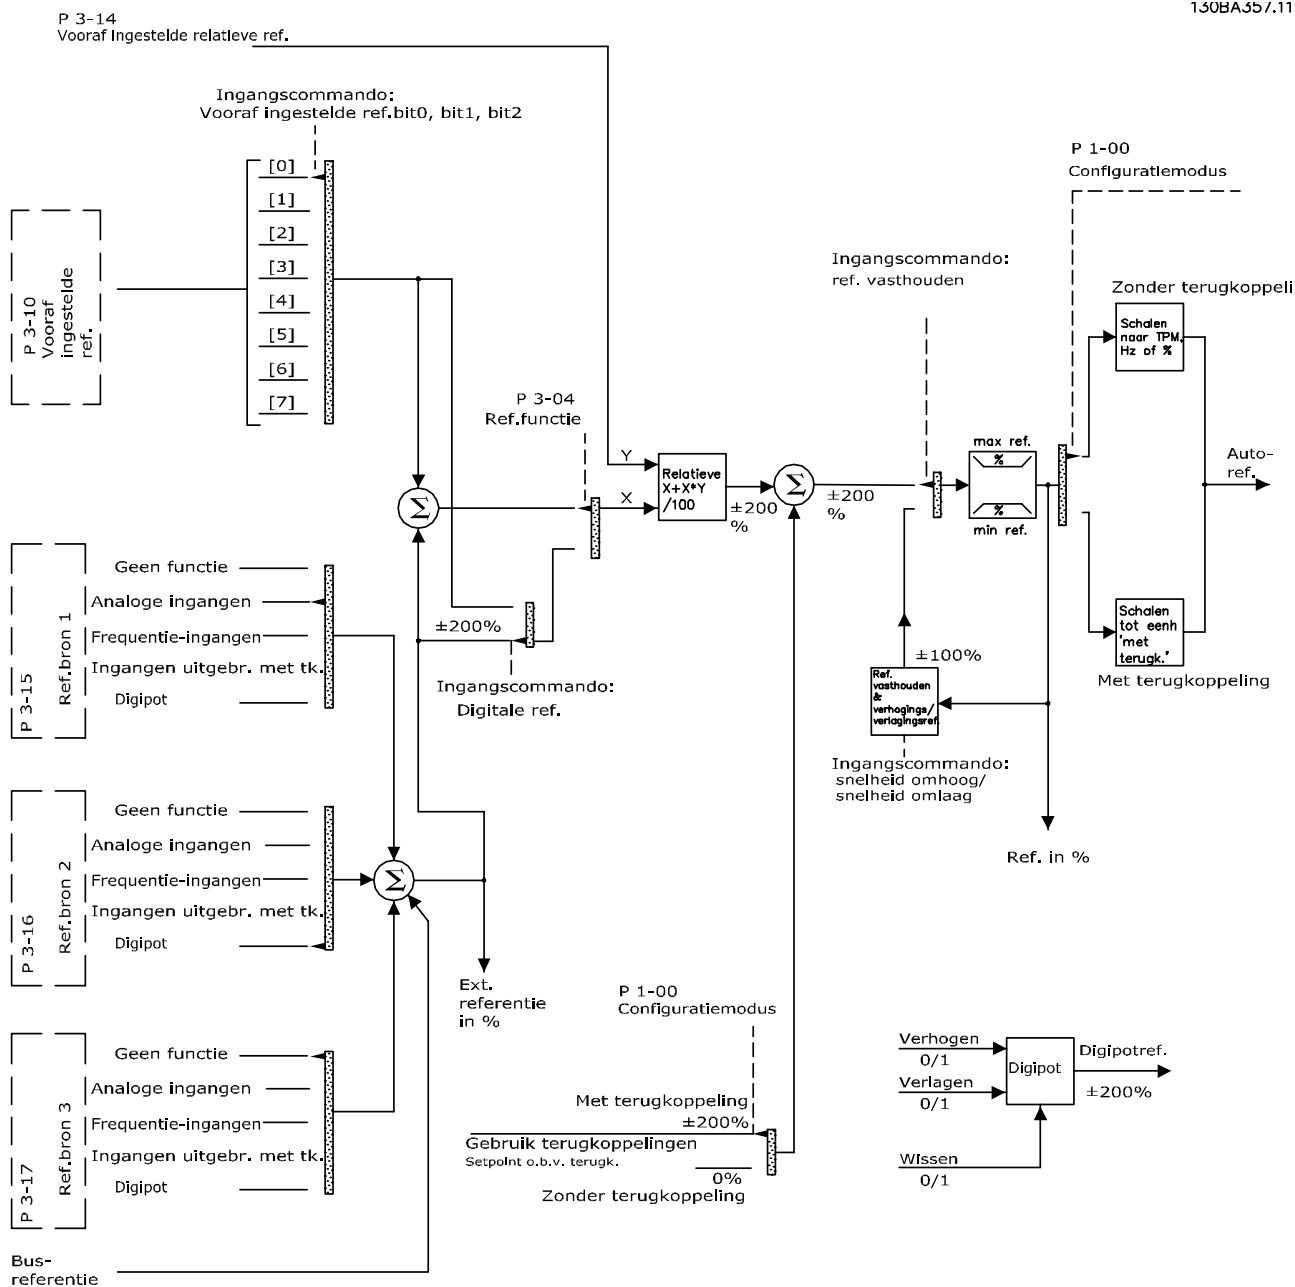 130BA357.11
P 3-14
Vooraf Ingestelde relatieve ref.
Ingangscommando:
Vooraf ingestelde ref.bit0, bit1, bit2
P 1-00
Configuratiemodus
[0]
[1]
[2]
[3]
[4]
[5]
[6]
[7]
P 3-10
Vooraf
ingestelde
ref.
Ingangscommando:
ref. vasthouden
Zonder terugkoppeli
Schalen
naar TPM,
Hz of %
P 3-04
Ref.functie
Y
X
Relatieve
X+X*Y
/100
±200
%
Σ
±200
%
max ref.
%
%
min ref.
Auto-
ref.
Σ
P 3-15
Ref.bron 1
Geen functie
Analoge ingangen
Frequentie-ingangen
Ingangen uitgebr. met tk.
Digipot
±200%
Ingangscommando:
Digitale ref.
±100%
Ref.
vasthouden
&
verhogings/
verlagingsref.
Ingangscommando:
snelheid omhoog/
snelheid omlaag
Schalen
tot eenh
'met
terugk.'
Met terugkoppeling
Ref. in %
P 3-16
Ref.bron 2
Geen functie
Analoge ingangen
Frequentie-ingangen
Ingangen uitgebr. met tk.
Digipot
Σ
Ext.
referentie
in %
P 1-00
Configuratiemodus
Met terugkoppeling
±200%
Gebruik terugkoppelingen
Setpoint o.b.v. terugk.
0%
Zonder terugkoppeling
Verhogen
0/1
Verlagen
0/1
Wissen
0/1
Digipot
Digipotref.
±200%
P 3-17
Ref.bron 3
Geen functie
Analoge ingangen
Frequentie-ingangen
Ingangen uitgebr. met tk.
Digipot
Bus-
referentie